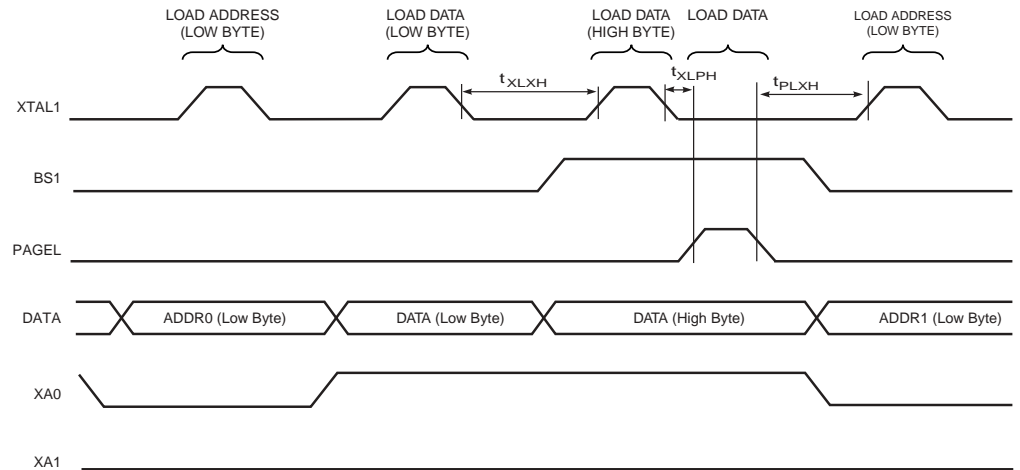 LOAD ADDRESS
(LOW BYTE)
LOAD DATA
(LOW BYTE)
LOAD DATA
(HIGH BYTE)
LOAD DATA
LOAD ADDRESS
(LOW BYTE)
tXLXH
tXLPH
tPLXH
XTAL1
BS1
PAGEL
DATA
ADDR0 (Low Byte)
DATA (Low Byte)
DATA (High Byte)
ADDR1 (Low Byte)
XA0
XA1